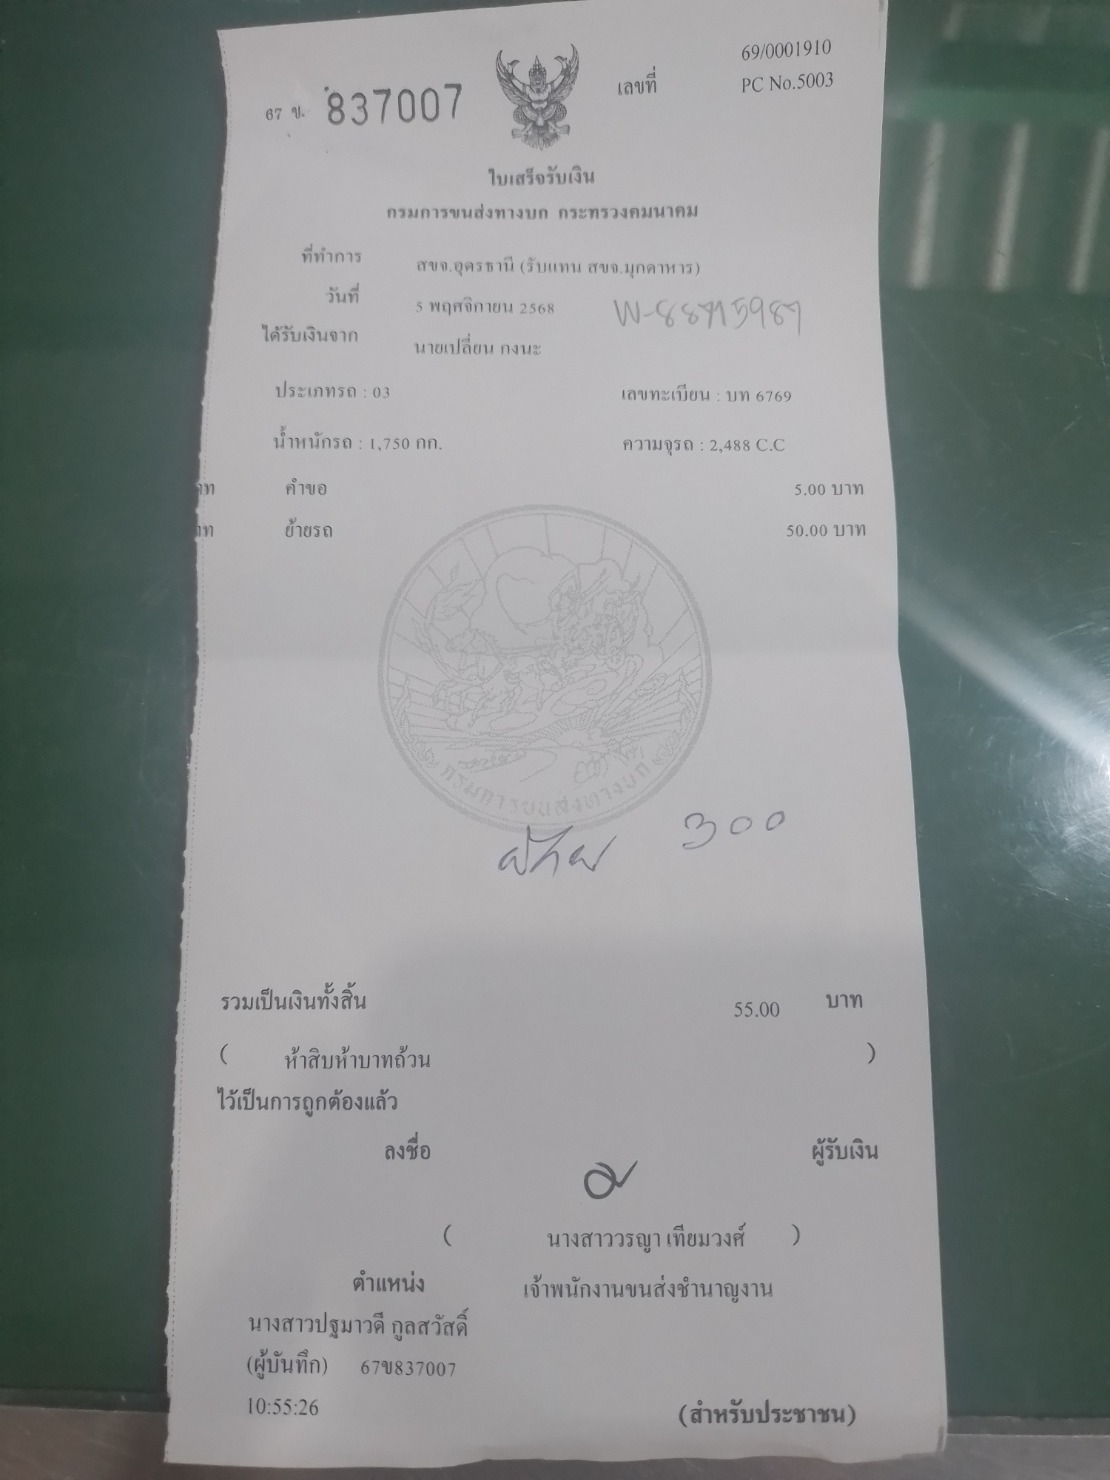 69/0001910
67 ข. 837007 เลขที่ PC No.5003
ใบเสร็จรับเงิน
กรมการขนส่งทางบก กระทรวงคมนาคม
ที่ทำการ สขจ.อุดรธานี (รับแทน สขจ.มุกดาหาร)
วันที่ 5 พฤศจิกายน 2568
ได้รับเงินจาก นายเปลี่ยน กงนะ
ประเภทรถ : 03 เลขทะเบียน : บท 6769
น้ำหนักรถ : 1,750 กก. ความจุรถ : 2,488 C.C
คำขอ 5.00 บาท
ย้ายรถ 50.00 บาท
กรมการขนส่งทางบก
300
รวมเป็นเงินทั้งสิ้น 55.00 บาท
( ห้าสิบห้าบาทถ้วน )
ไว้เป็นการถูกต้องแล้ว
ลงชื่อ ผู้รับเงิน
( นางสาววรญา เทียมวงศ์ )
ตำแหน่ง เจ้าพนักงานขนส่งชำนาญงาน
นางสาวปฐมาวดี กูลสวัสดิ์
(ผู้บันทึก) 67ข837007
10:55:26
(สำหรับประชาชน)